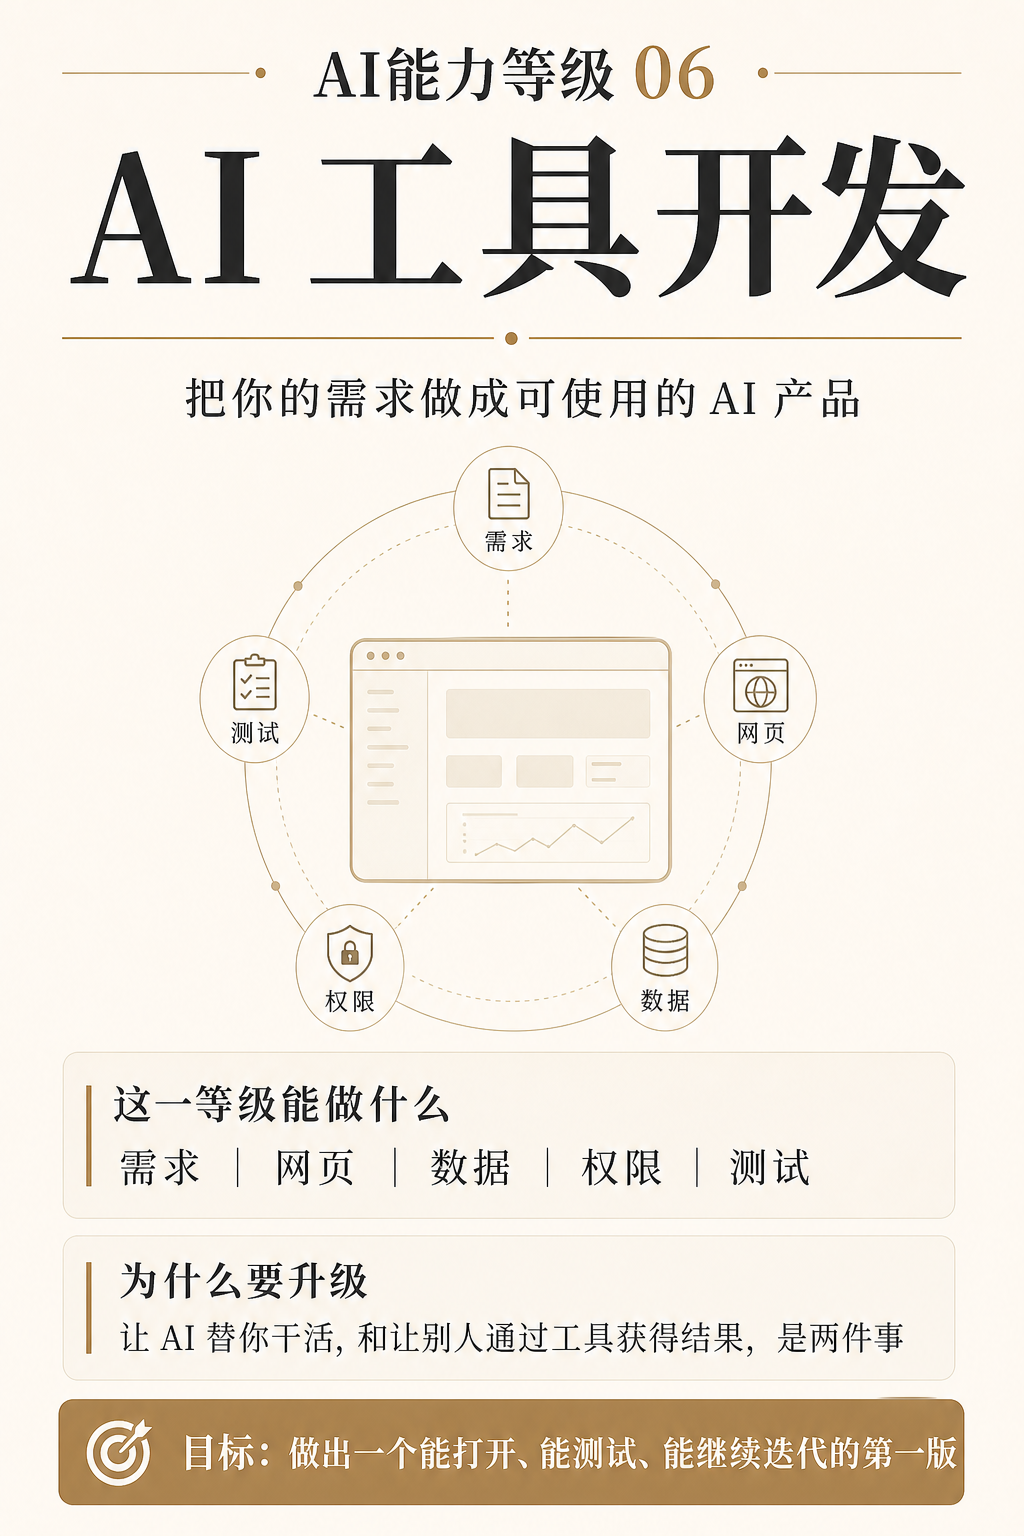 AI能力等级 06
AI 工具开发
把你的需求做成可使用的 AI 产品
需求
测试
网页
权限
数据
这一等级能做什么
需求 | 网页 | 数据 | 权限 | 测试
为什么要升级
让 AI 替你干活, 和让别人通过工具获得结果, 是两件事
目标: 做出一个能打开、能测试、能继续迭代的第一版